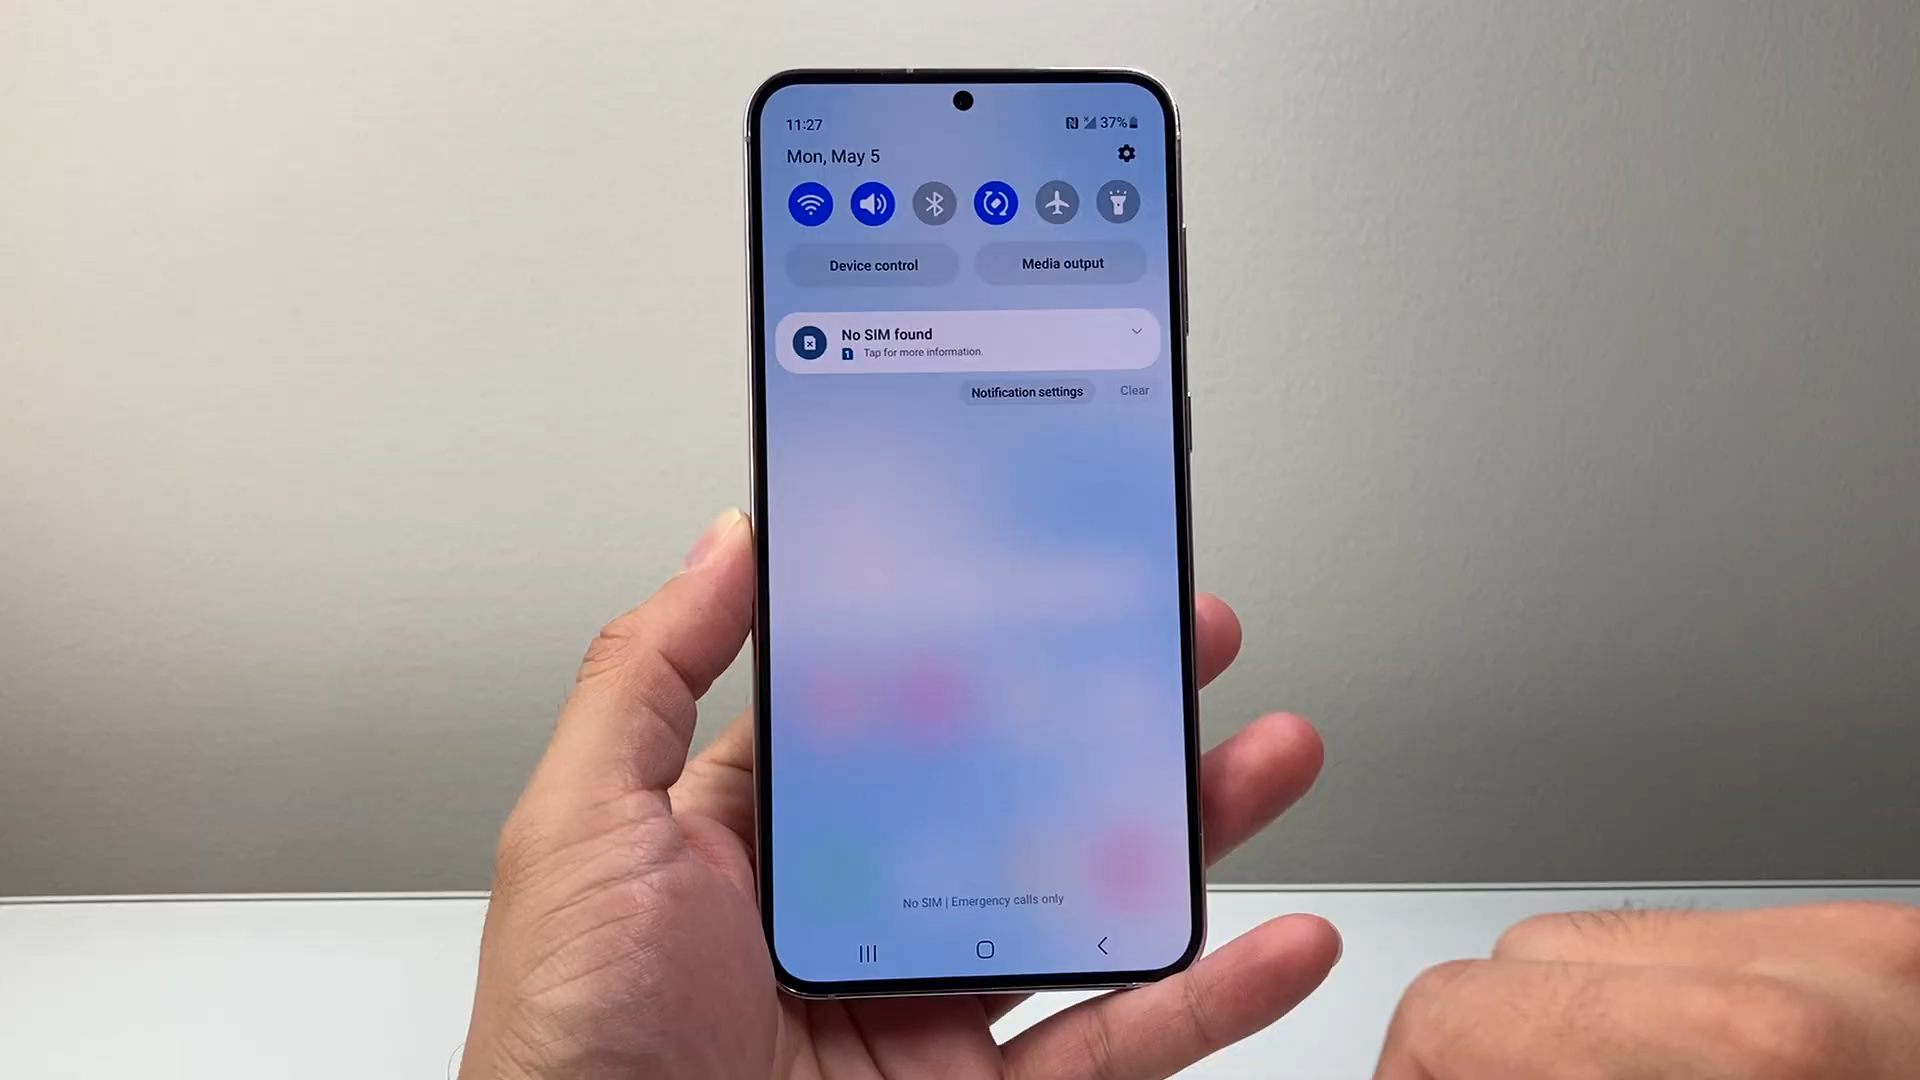 11:27
37%
Mon, May 5
Device control
Media output
No SIM found
1 Tap for more information.
Notification settings
Clear
No SIM | Emergency calls only